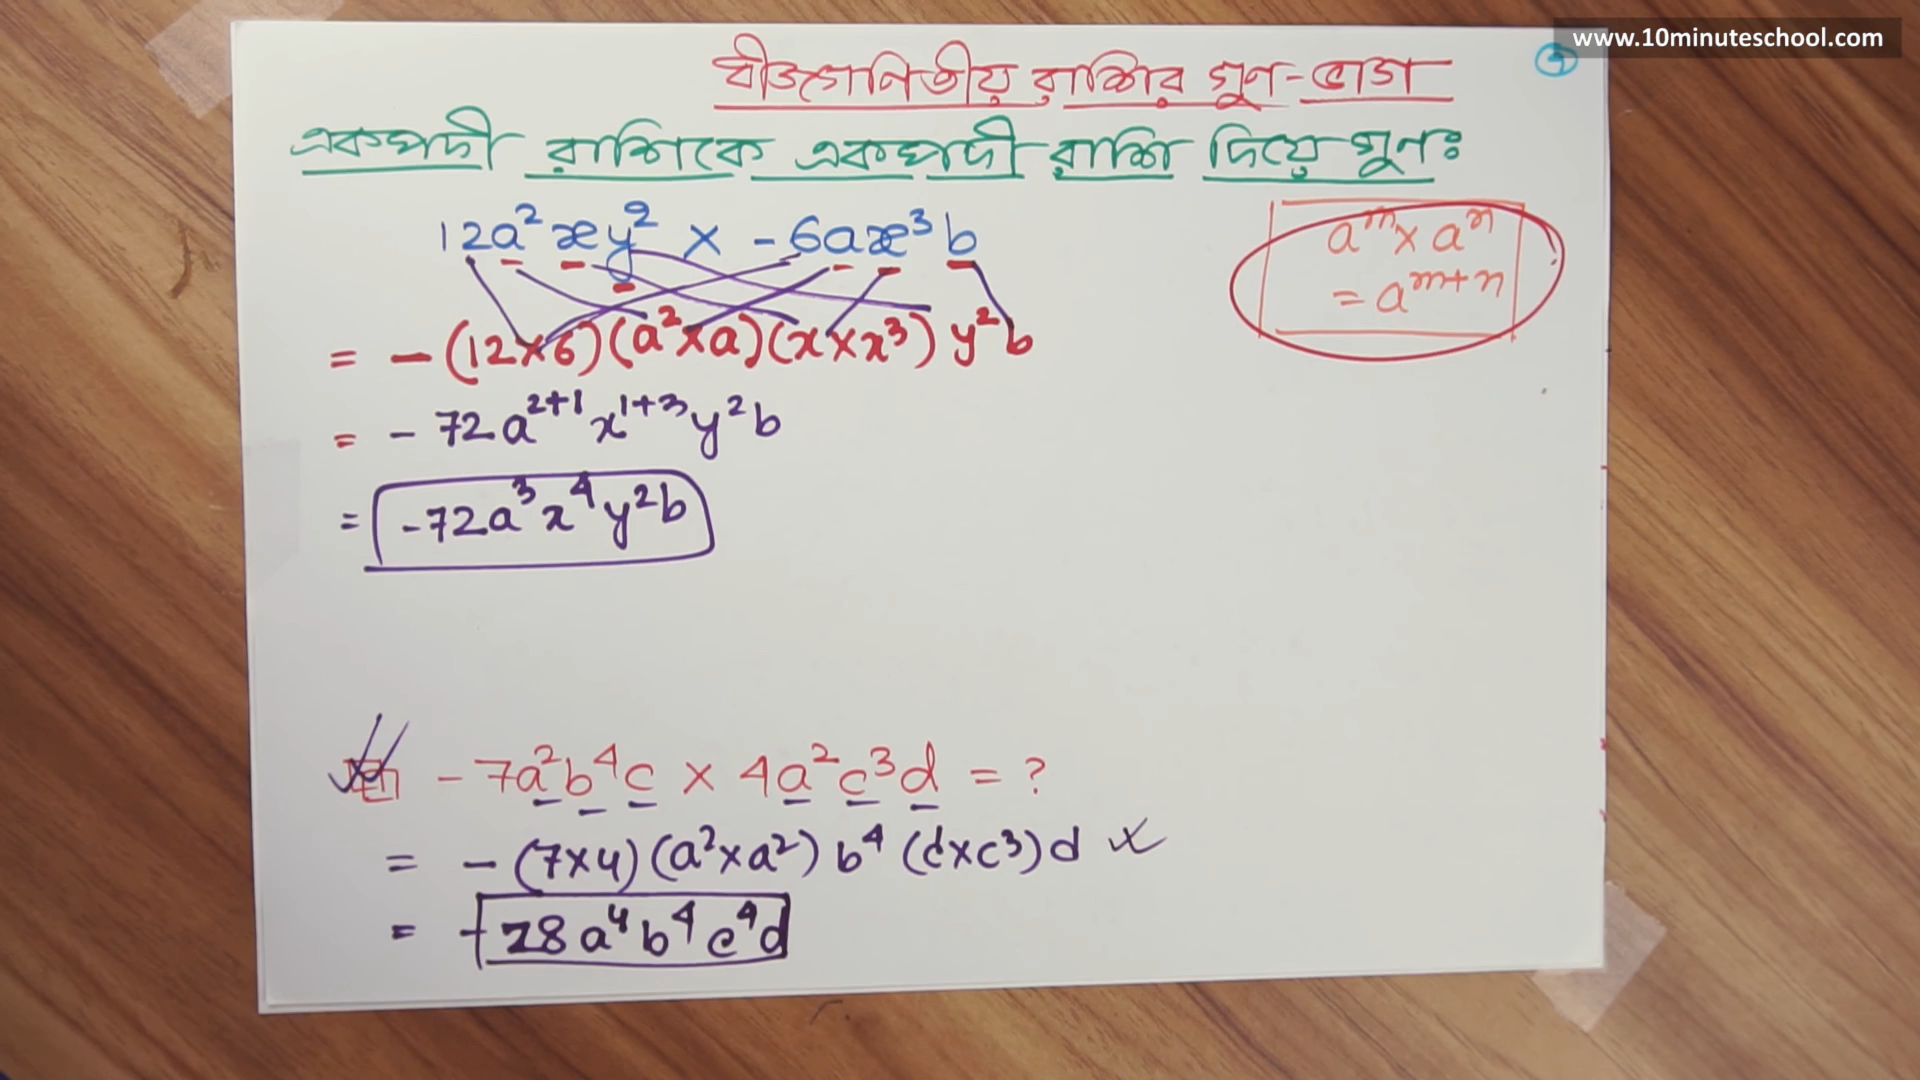 www.10minuteschool.com
বীজগণিতীয় রাশির গুণ-ভাগ
একপদী রাশিকে একপদী রাশি দিয়ে গুণঃ
12a²xy² × -6ax³b
aᵐ × aⁿ
= aᵐ⁺ⁿ
= -(12×6)(a²×a)(x×x³) y²b
= - 72a²⁺¹x¹⁺³y²b
= -72a³x⁴y²b
-7a²b⁴c × 4a²c³d = ?
= -(7×4)(a²×a²) b⁴ (c×c³)d
= -28a⁴b⁴c⁴d